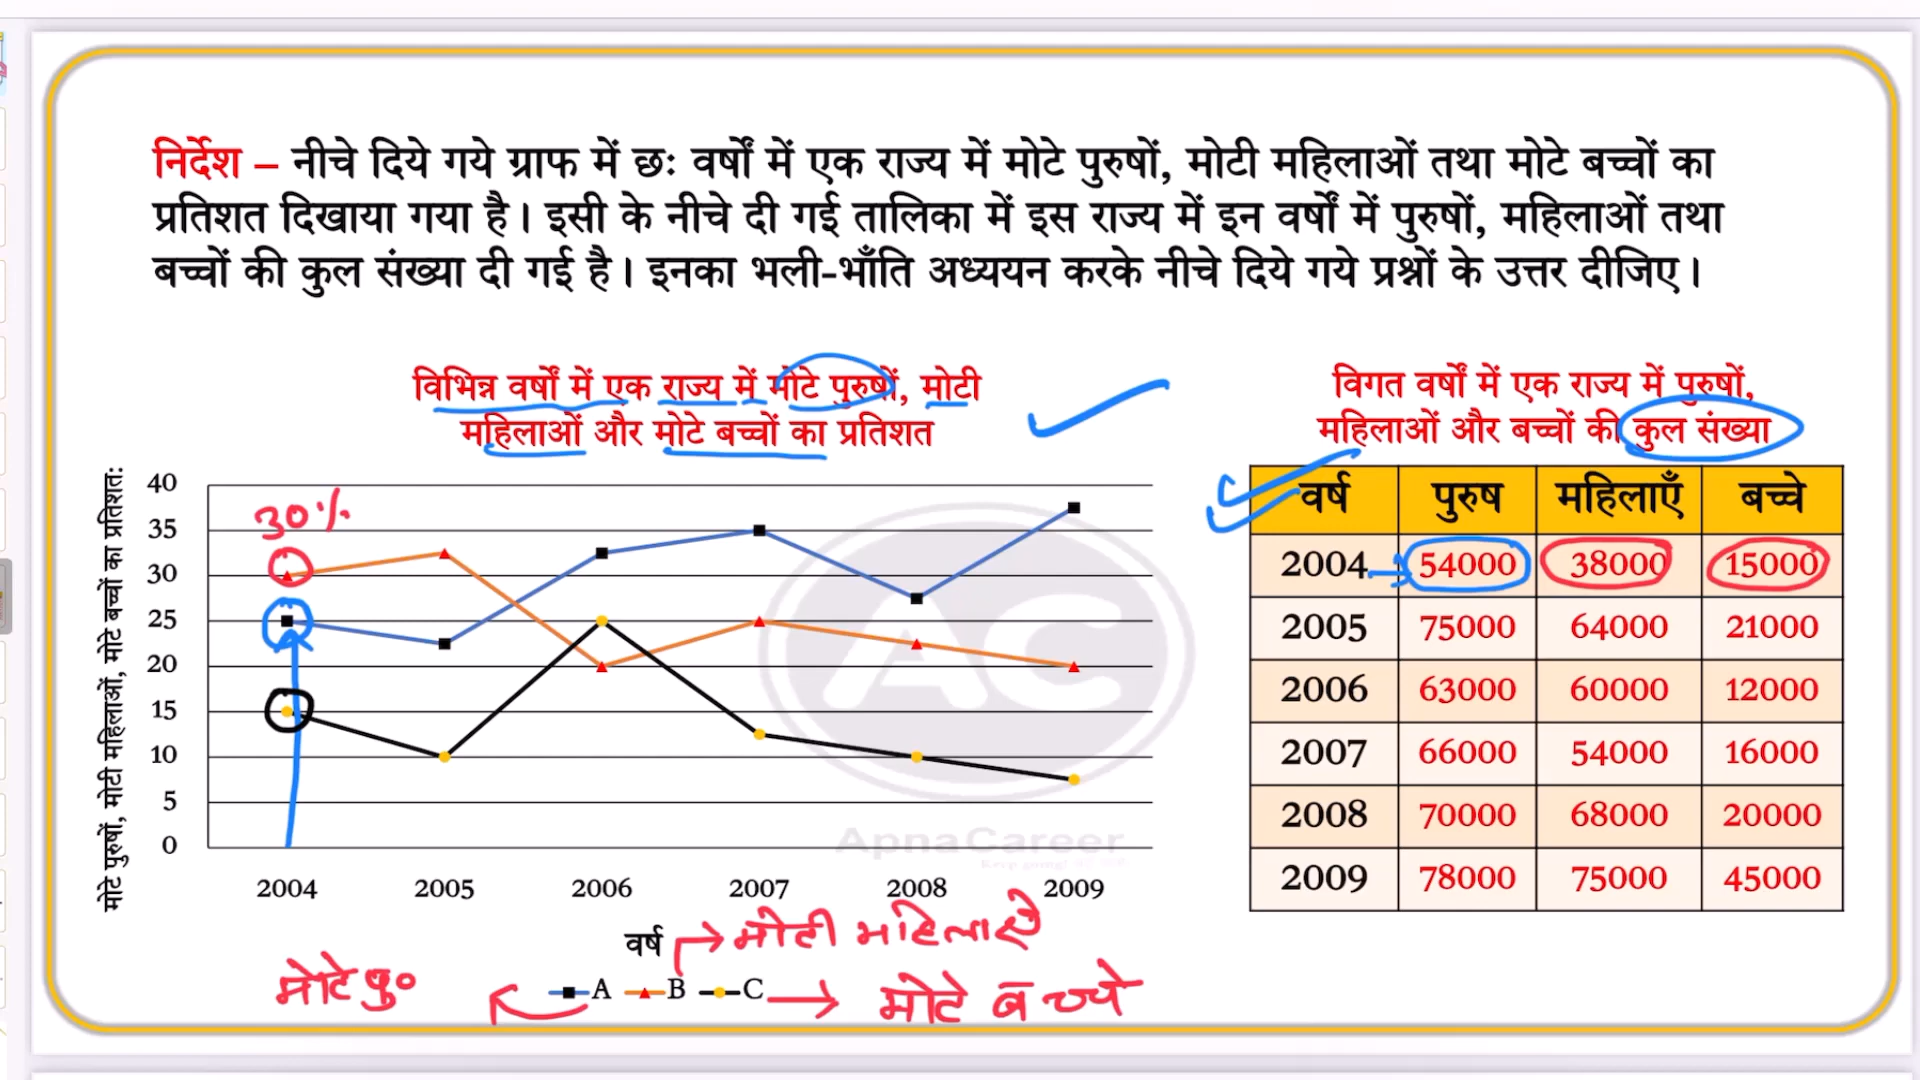 निर्देश – नीचे दिये गये ग्राफ में छः वर्षों में एक राज्य में मोटे पुरुषों, मोटी महिलाओं तथा मोटे बच्चों का
प्रतिशत दिखाया गया है। इसी के नीचे दी गई तालिका में इस राज्य में इन वर्षों में पुरुषों, महिलाओं तथा
बच्चों की कुल संख्या दी गई है। इनका भली-भाँति अध्ययन करके नीचे दिये गये प्रश्नों के उत्तर दीजिए।
विभिन्न वर्षों में एक राज्य में मोटे पुरुषों, मोटी
महिलाओं और मोटे बच्चों का प्रतिशत
मोटे पुरुषों, मोटी महिलाओं, मोटे बच्चों का प्रतिशत:
40
35
30
25
20
15
10
5
0
30%
2004 2005 2006 2007 2008 2009
वर्ष
मोटी महिलाएं
मोटे पु०
A B C
मोटे बच्चे
AC
ApnaCareer
विगत वर्षों में एक राज्य में पुरुषों,
महिलाओं और बच्चों की कुल संख्या
वर्ष पुरुष महिलाएँ बच्चे
2004 54000 38000 15000
2005 75000 64000 21000
2006 63000 60000 12000
2007 66000 54000 16000
2008 70000 68000 20000
2009 78000 75000 45000